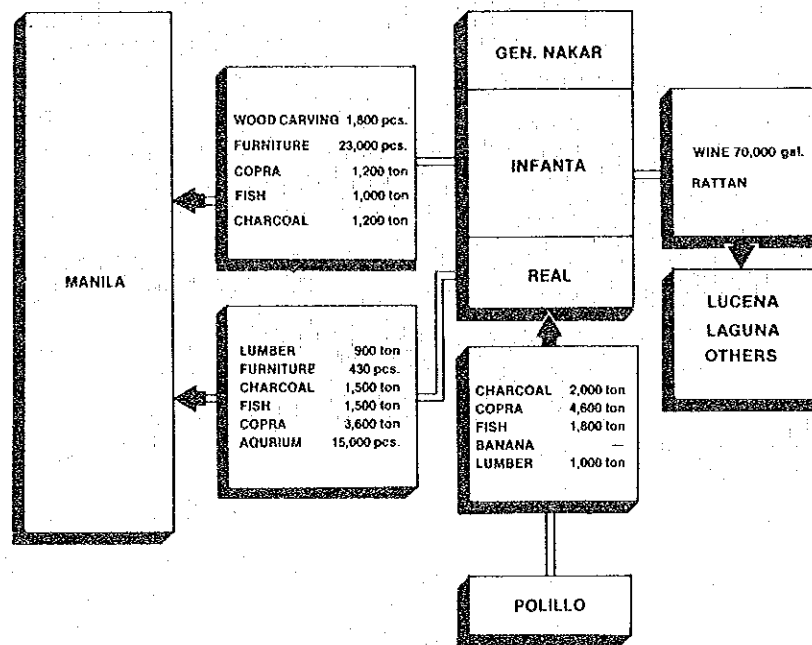 MANILA
WOOD CARVING 1,800 pcs.
FURNITURE 23,000 pcs.
COPRA 1,200 ton
FISH 1,000 ton
CHARCOAL 1,200 ton
LUMBER 900 ton
FURNITURE 430 pcs.
CHARCOAL 1,500 ton
FISH 1,500 ton
COPRA 3,600 ton
AQURIUM 15,000 pcs.
GEN. NAKAR
INFANTA
REAL
CHARCOAL 2,000 ton
COPRA 4,600 ton
FISH 1,800 ton
BANANA —
LUMBER 1,000 ton
POLILLO
WINE 70,000 gal.
RATTAN
LUCENA
LAGUNA
OTHERS